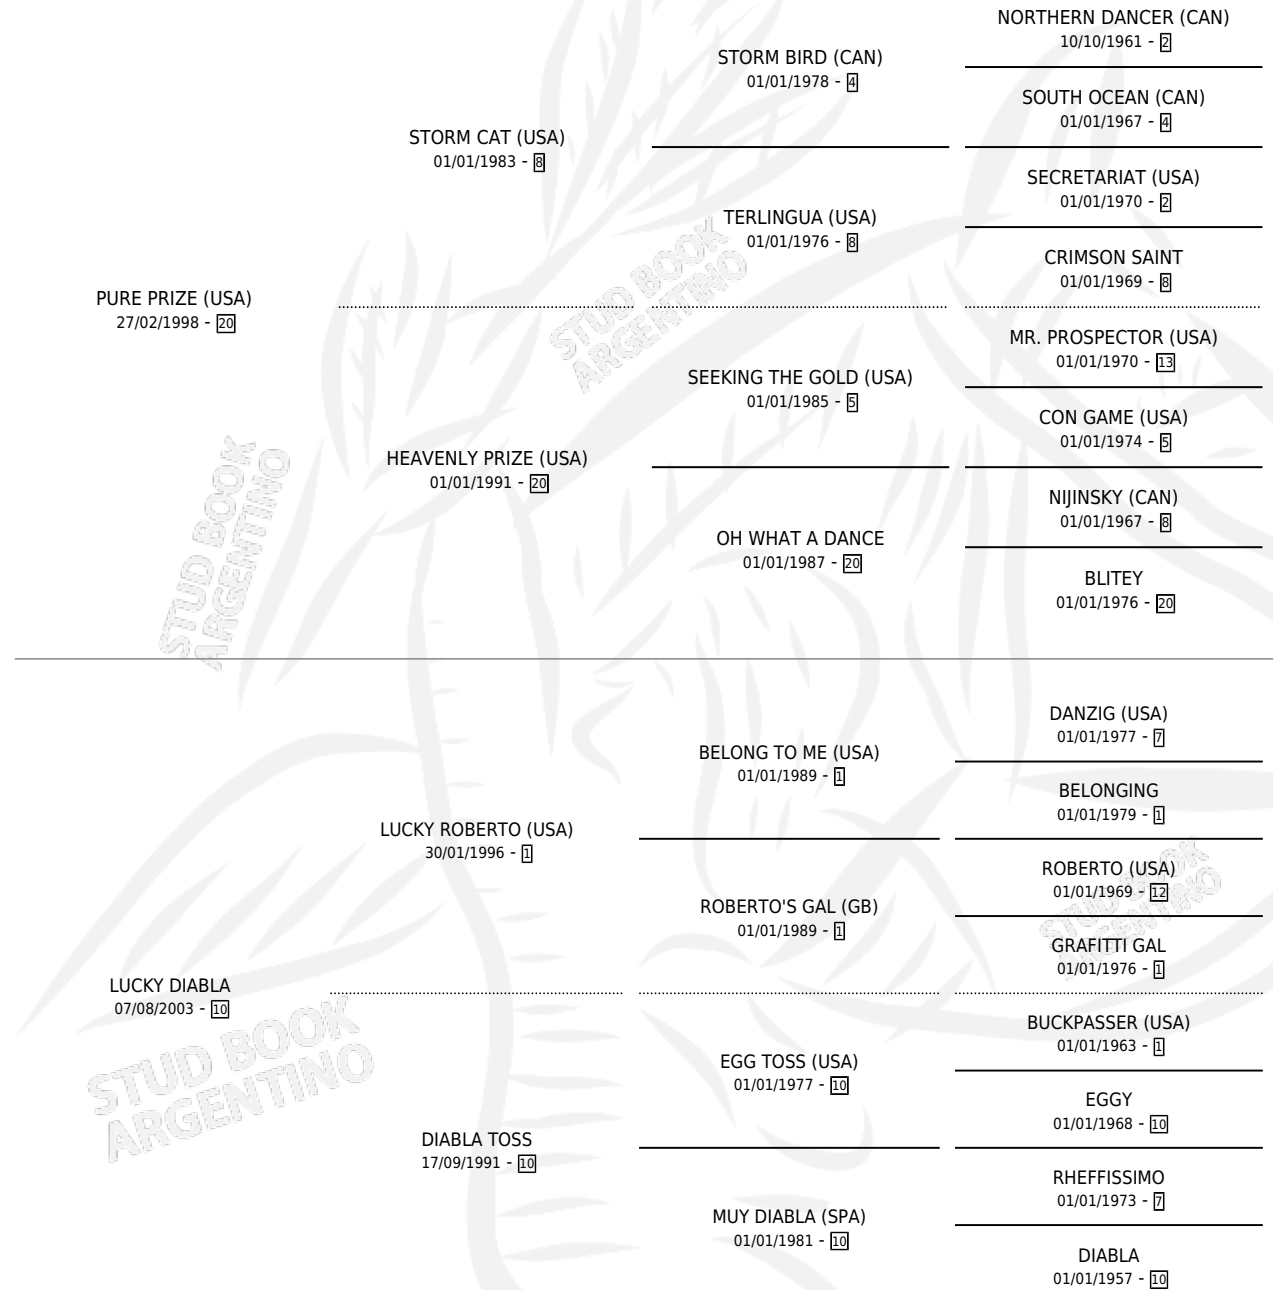 NORTHERN DANCER (CAN)
10/10/1961 - 2
STORM BIRD (CAN)
01/01/1978 - 4
SOUTH OCEAN (CAN)
01/01/1967 - 4
STORM CAT (USA)
01/01/1983 - 8
SECRETARIAT (USA)
01/01/1970 - 2
TERLINGUA (USA)
01/01/1976 - 8
CRIMSON SAINT
01/01/1969 - 8
PURE PRIZE (USA)
27/02/1998 - 20
MR. PROSPECTOR (USA)
01/01/1970 - 13
SEEKING THE GOLD (USA)
01/01/1985 - 5
CON GAME (USA)
01/01/1974 - 5
HEAVENLY PRIZE (USA)
01/01/1991 - 20
NIJINSKY (CAN)
01/01/1967 - 8
OH WHAT A DANCE
01/01/1987 - 20
BLITEY
01/01/1976 - 20
DANZIG (USA)
01/01/1977 - 7
BELONG TO ME (USA)
01/01/1989 - 1
BELONGING
01/01/1979 - 1
LUCKY ROBERTO (USA)
30/01/1996 - 1
ROBERTO (USA)
01/01/1969 - 12
ROBERTO'S GAL (GB)
01/01/1989 - 1
GRAFITTI GAL
01/01/1976 - 1
LUCKY DIABLA
07/08/2003 - 10
BUCKPASSER (USA)
01/01/1963 - 1
EGG TOSS (USA)
01/01/1977 - 10
EGGY
01/01/1968 - 10
DIABLA TOSS
17/09/1991 - 10
RHEFFISSIMO
01/01/1973 - 7
MUY DIABLA (SPA)
01/01/1981 - 10
DIABLA
01/01/1957 - 10
STUD BOOK
ARGENTINO
STUD BOOK
ARGENTINO
STUD BOOK
ARGENTINO
STUD BOOK
ARGENTINO